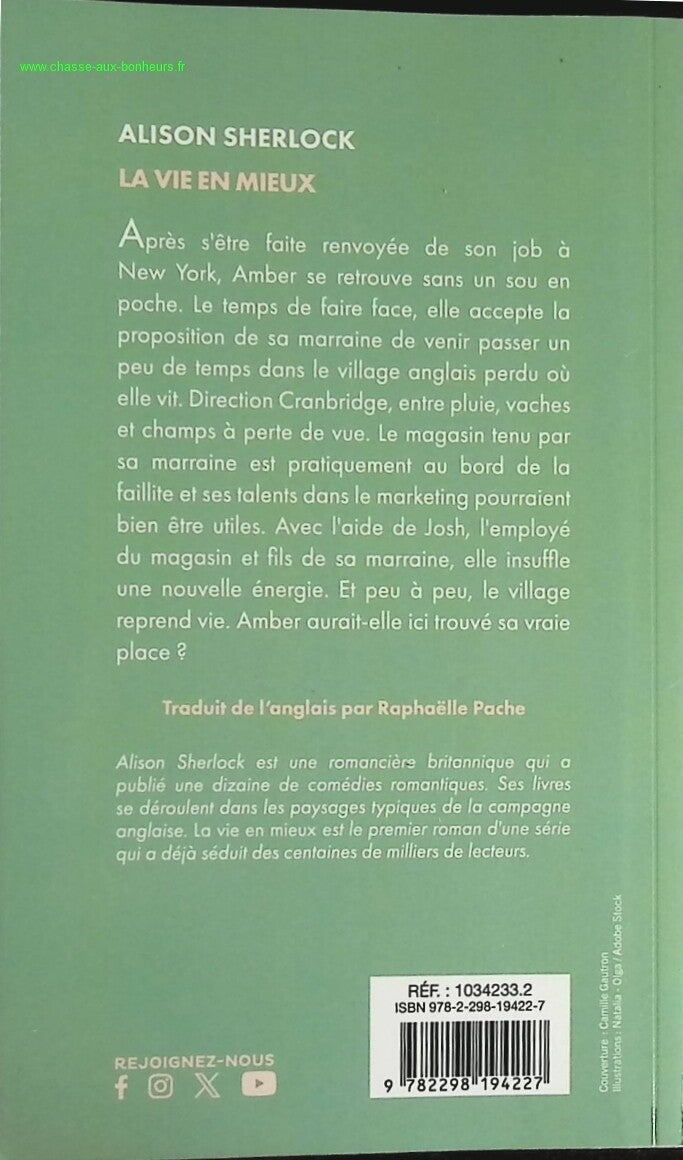 www.chasse-aux-bonheurs.fr
ALISON SHERLOCK
LA VIE EN MIEUX
Après s'être faite renvoyée de son job à
New York, Amber se retrouve sans un sou en
poche. Le temps de faire face, elle accepte la
proposition de sa marraine de venir passer un
peu de temps dans le village anglais perdu où
elle vit. Direction Cranbridge, entre pluie, vaches
et champs à perte de vue. Le magasin tenu par
sa marraine est pratiquement au bord de la
faillite et ses talents dans le marketing pourraient
bien être utiles. Avec l'aide de Josh, l'employé
du magasin et fils de sa marraine, elle insuffle
une nouvelle énergie. Et peu à peu, le village
reprend vie. Amber aurait-elle ici trouvé sa vraie
place ?
Traduit de l'anglais par Raphaëlle Pache
Alison Sherlock est une romancière britannique qui a
publié une dizaine de comédies romantiques. Ses livres
se déroulent dans les paysages typiques de la campagne
anglaise. La vie en mieux est le premier roman d'une série
qui a déjà séduit des centaines de milliers de lecteurs.
RÉF. : 1034233.2
ISBN 978-2-298-19422-7
9 782298 194227
REJOIGNEZ-NOUS
Couverture : Camille Gautron
Illustrations : Natalia - Olga / Adobe Stock